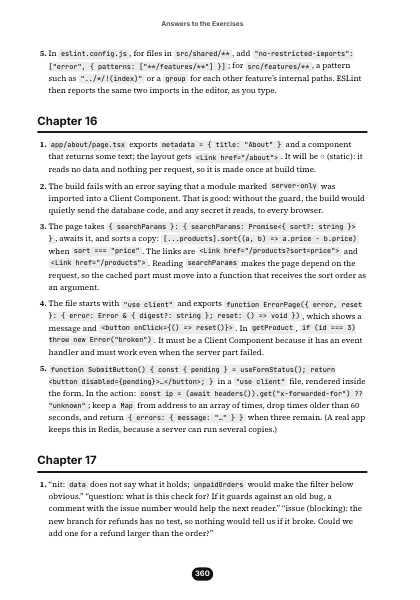 Answers to the Exercises
5. In eslint.config.js, for files in src/shared/**, add "no-restricted-imports":
["error", { patterns: ["**/features/**"] }]; for src/features/**, a pattern
such as "../*/!(index)" or a group for each other feature's internal paths. ESLint
then reports the same two imports in the editor, as you type.
Chapter 16
1. app/about/page.tsx exports metadata = { title: "About" } and a component
that returns some text; the layout gets <Link href="/about">. It will be ○ (static): it
reads no data and nothing per request, so it is made once at build time.
2. The build fails with an error saying that a module marked server-only was
imported into a Client Component. That is good: without the guard, the build would
quietly send the database code, and any secret it reads, to every browser.
3. The page takes { searchParams }: { searchParams: Promise<{ sort?: string }>
}, awaits it, and sorts a copy: [...products].sort((a, b) => a.price - b.price)
when sort === "price". The links are <Link href="/products?sort=price"> and
<Link href="/products">. Reading searchParams makes the page depend on the
request, so the cached part must move into a function that receives the sort order as
an argument.
4. The file starts with "use client" and exports function ErrorPage({ error, reset
}: { error: Error & { digest?: string }; reset: () => void }), which shows a
message and <button onClick={() => reset()}>. In getProduct, if (id === 3)
throw new Error("broken"). It must be a Client Component because it has an event
handler and must work even when the server part failed.
5. function SubmitButton() { const { pending } = useFormStatus(); return
<button disabled={pending}>…</button>; } in a "use client" file, rendered inside
the form. In the action: const ip = (await headers()).get("x-forwarded-for") ??
"unknown"; keep a Map from address to an array of times, drop times older than 60
seconds, and return { errors: { message: "…" } } when three remain. (A real app
keeps this in Redis, because a server can run several copies.)
Chapter 17
1. “nit: data does not say what it holds; unpaidOrders would make the filter below
obvious.” “question: what is this check for? If it guards against an old bug, a
comment with the issue number would help the next reader.” “issue (blocking): the
new branch for refunds has no test, so nothing would tell us if it broke. Could we
add one for a refund larger than the order?”
360